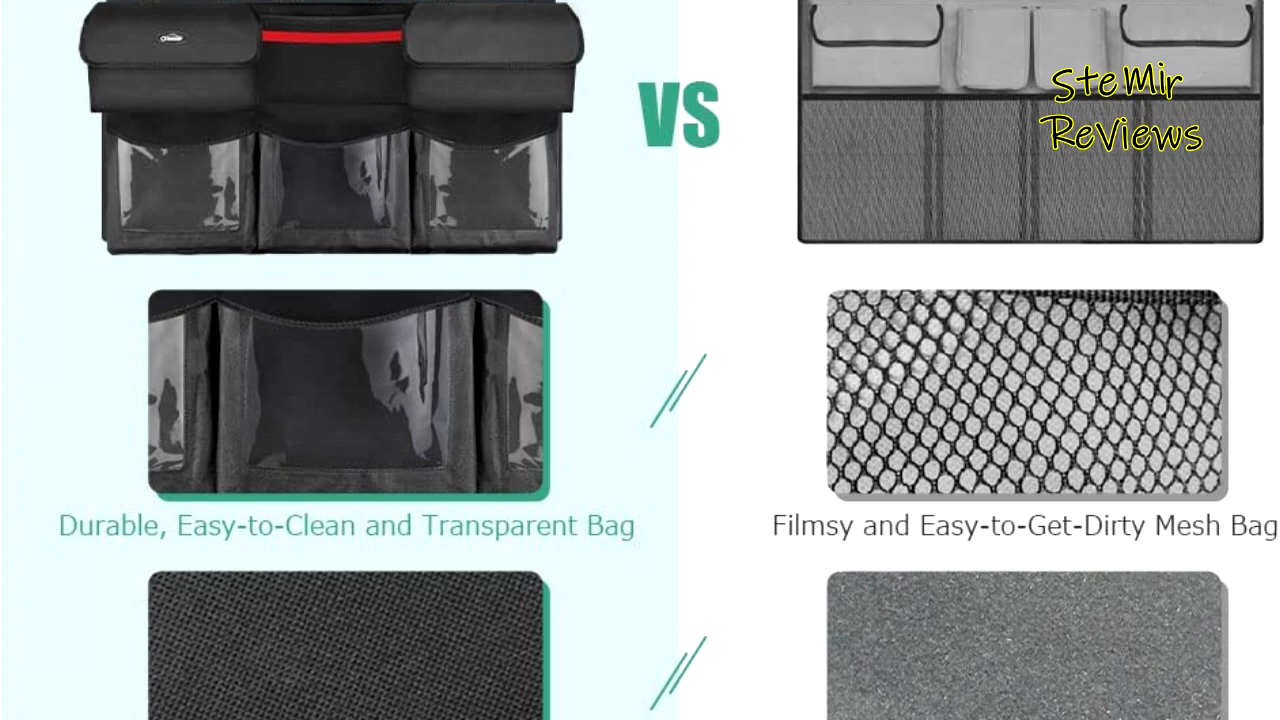 VS
SteMir
Reviews
Durable, Easy-to-Clean and Transparent Bag
Filmsy and Easy-to-Get-Dirty Mesh Bag